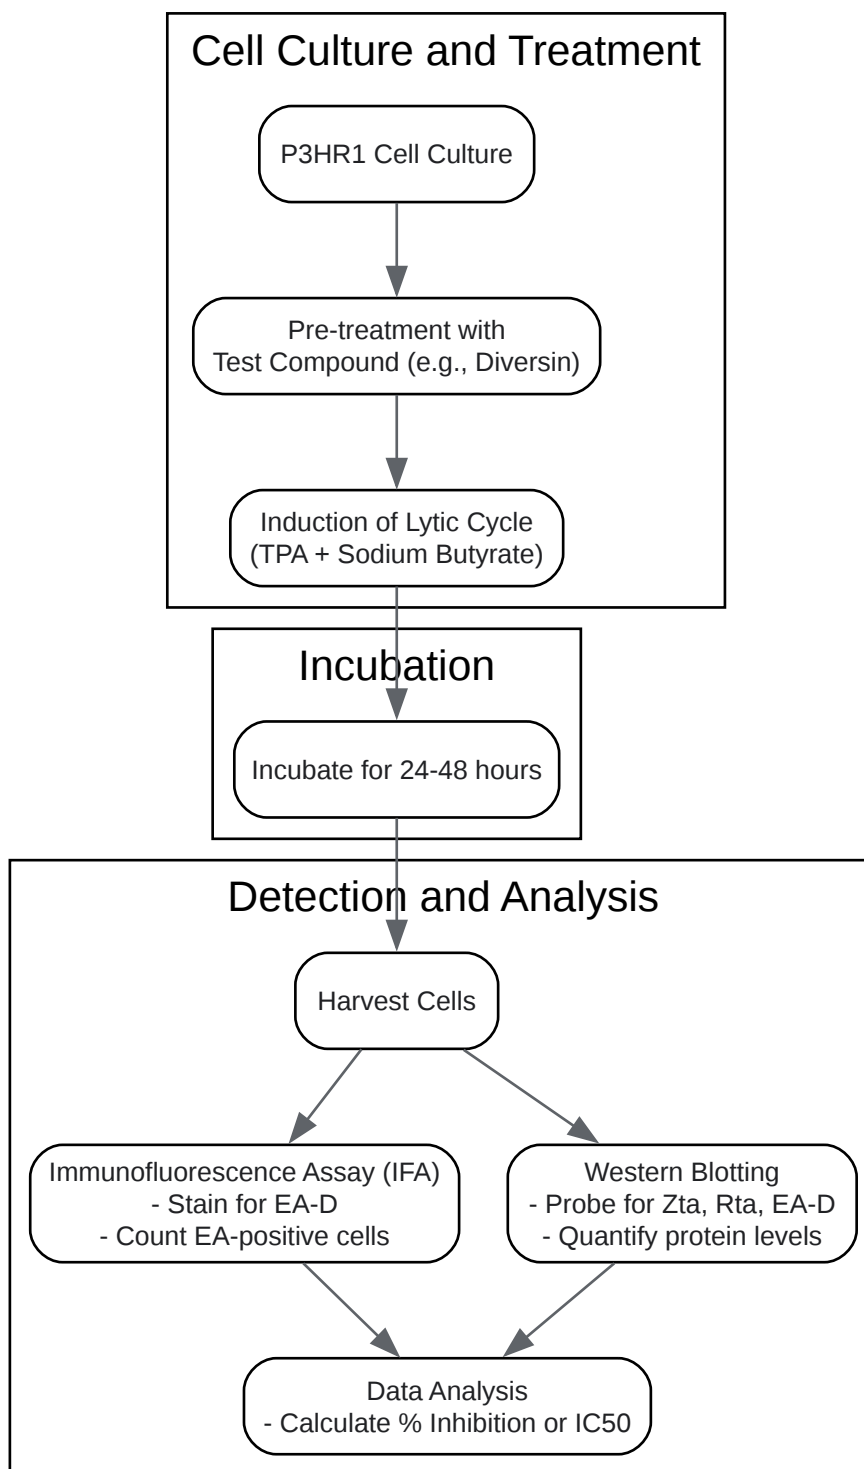 Cell Culture and Treatment
P3HR1 Cell Culture
Pre-treatment with
Test Compound (e.g., Diversin)
Induction of Lytic Cycle
(TPA + Sodium Butyrate)
Incubation
Incubate for 24-48 hours
Detection and Analysis
Harvest Cells
Immunofluorescence Assay (IFA)
- Stain for EA-D
- Count EA-positive cells
Western Blotting
- Probe for Zta, Rta, EA-D
- Quantify protein levels
Data Analysis
- Calculate % Inhibition or IC50